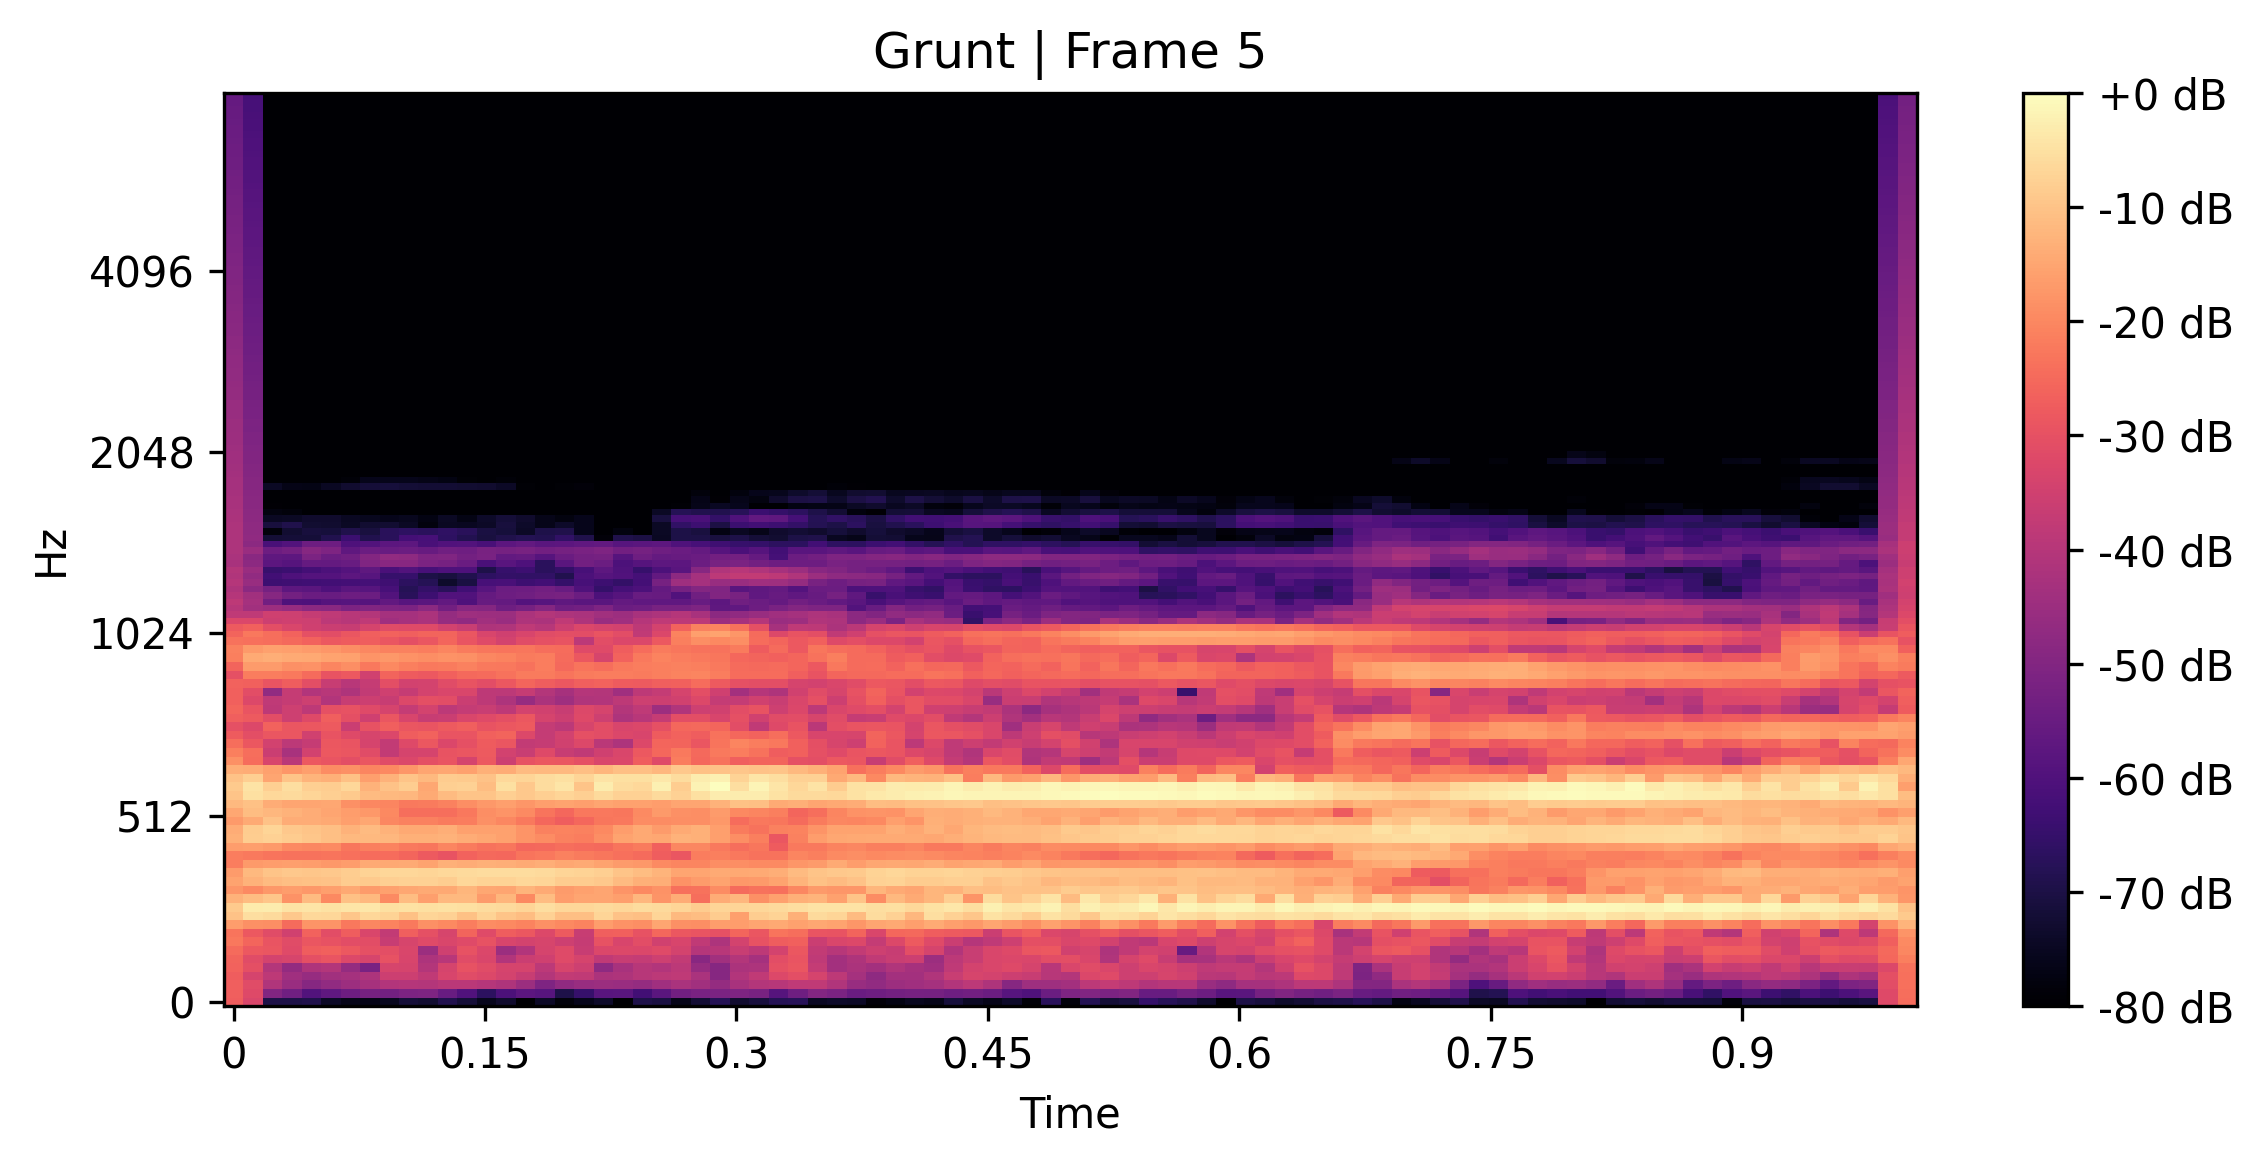 Grunt | Frame 5
Hz
4096
2048
1024
512
0
0 0.15 0.3 0.45 0.6 0.75 0.9
Time
+0 dB
-10 dB
-20 dB
-30 dB
-40 dB
-50 dB
-60 dB
-70 dB
-80 dB